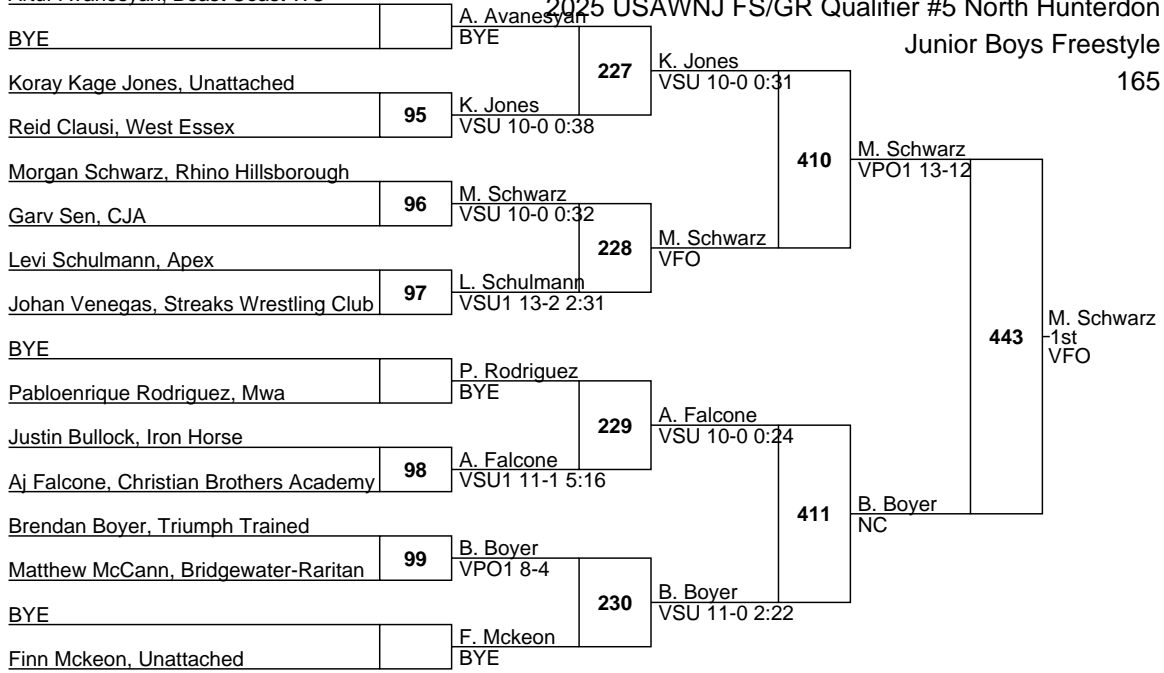 2025 USAWNJ FS/GR Qualifier #5 North Hunterdon
Junior Boys Freestyle
165
BYE
A. Avanesyan
BYE
227
K. Jones
VSU 10-0 0:31
Koray Kage Jones, Unattached
Reid Clausi, West Essex
95
K. Jones
VSU 10-0 0:38
410
M. Schwarz
VPO1 13-12
Morgan Schwarz, Rhino Hillsborough
Garv Sen, CJA
96
M. Schwarz
VSU 10-0 0:32
228
M. Schwarz
VFO
Levi Schulmann, Apex
Johan Venegas, Streaks Wrestling Club
97
L. Schulmann
VSU1 13-2 2:31
443
M. Schwarz
1st
VFO
BYE
Pabloenrique Rodriguez, Mwa
P. Rodriguez
BYE
229
A. Falcone
VSU 10-0 0:24
Justin Bullock, Iron Horse
Aj Falcone, Christian Brothers Academy
98
A. Falcone
VSU1 11-1 5:16
411
B. Boyer
NC
Brendan Boyer, Triumph Trained
Matthew McCann, Bridgewater-Raritan
99
B. Boyer
VPO1 8-4
230
B. Boyer
VSU 11-0 2:22
BYE
Finn Mckeon, Unattached
F. Mckeon
BYE